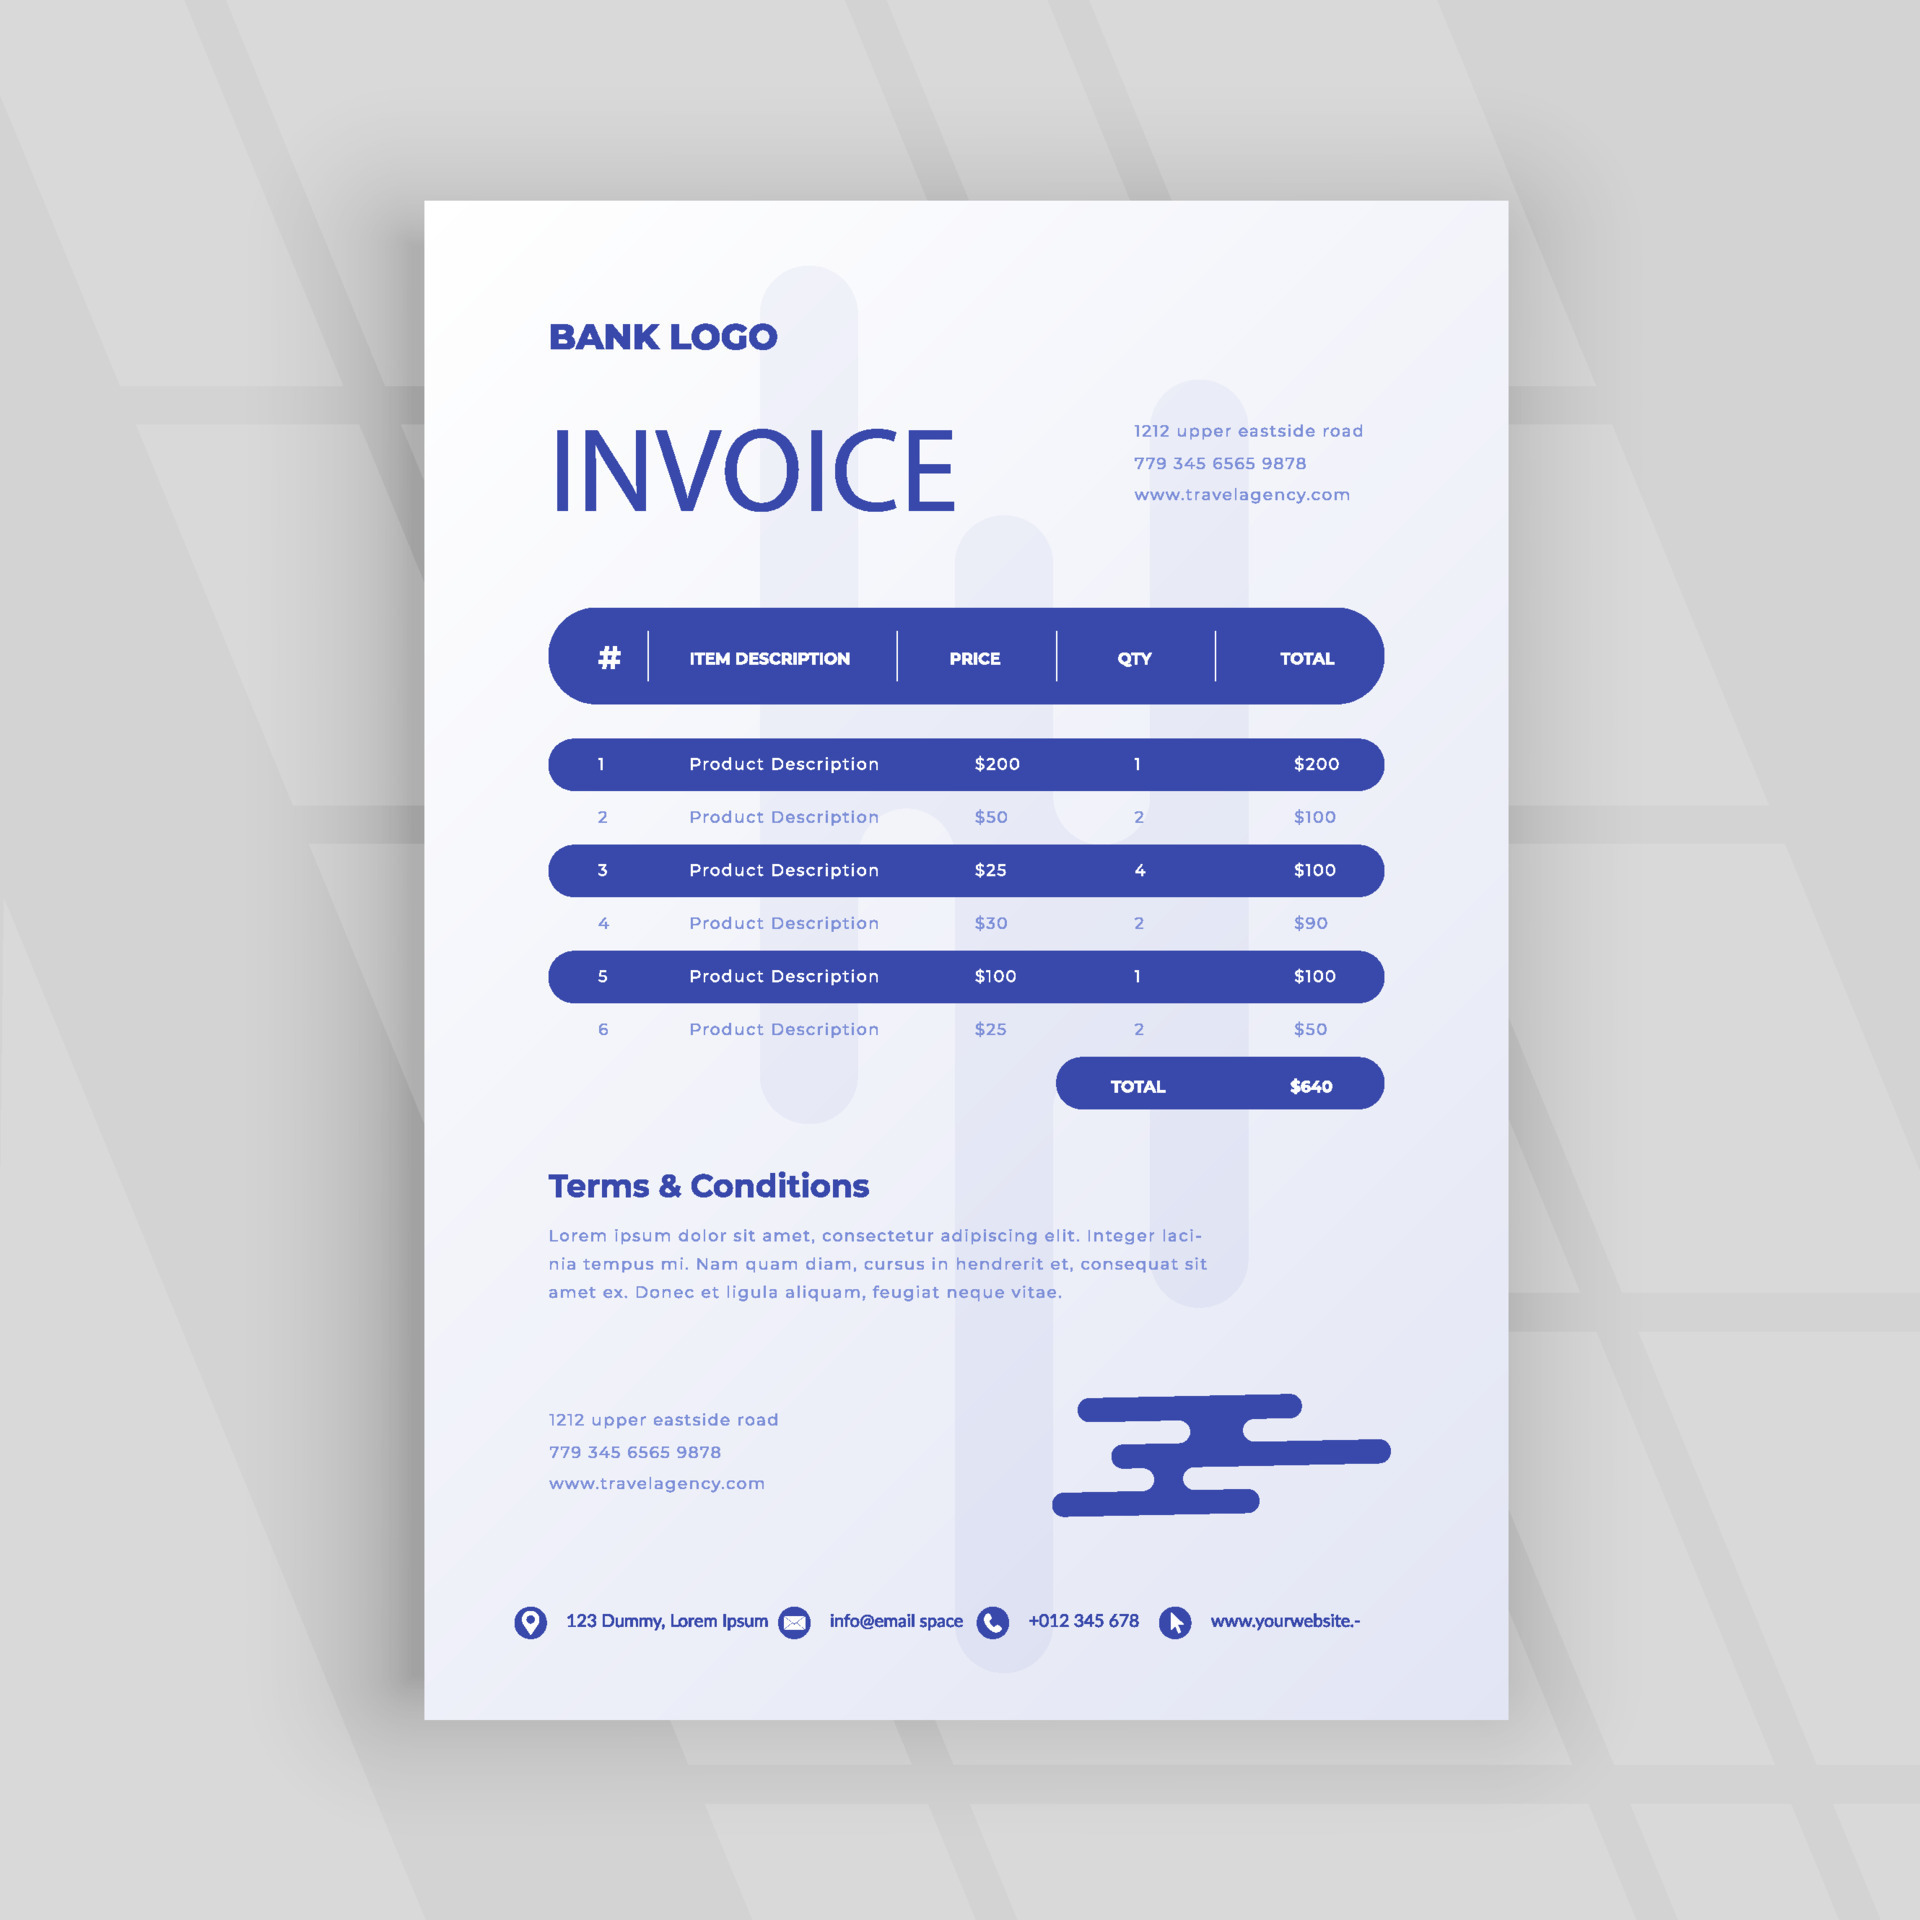 BANK LOGO
INVOICE
1212 upper eastside road
779 345 6565 9878
www.travelagency.com
# ITEM DESCRIPTION PRICE QTY TOTAL
1 Product Description $200 1 $200
2 Product Description $50 2 $100
3 Product Description $25 4 $100
4 Product Description $30 2 $90
5 Product Description $100 1 $100
6 Product Description $25 2 $50
TOTAL $640
Terms & Conditions
Lorem ipsum dolor sit amet, consectetur adipiscing elit. Integer laci-
nia tempus mi. Nam quam diam, cursus in hendrerit et, consequat sit
amet ex. Donec et ligula aliquam, feugiat neque vitae.
1212 upper eastside road
779 345 6565 9878
www.travelagency.com
123 Dummy, Lorem Ipsum info@email space +012 345 678 www.yourwebsite.-